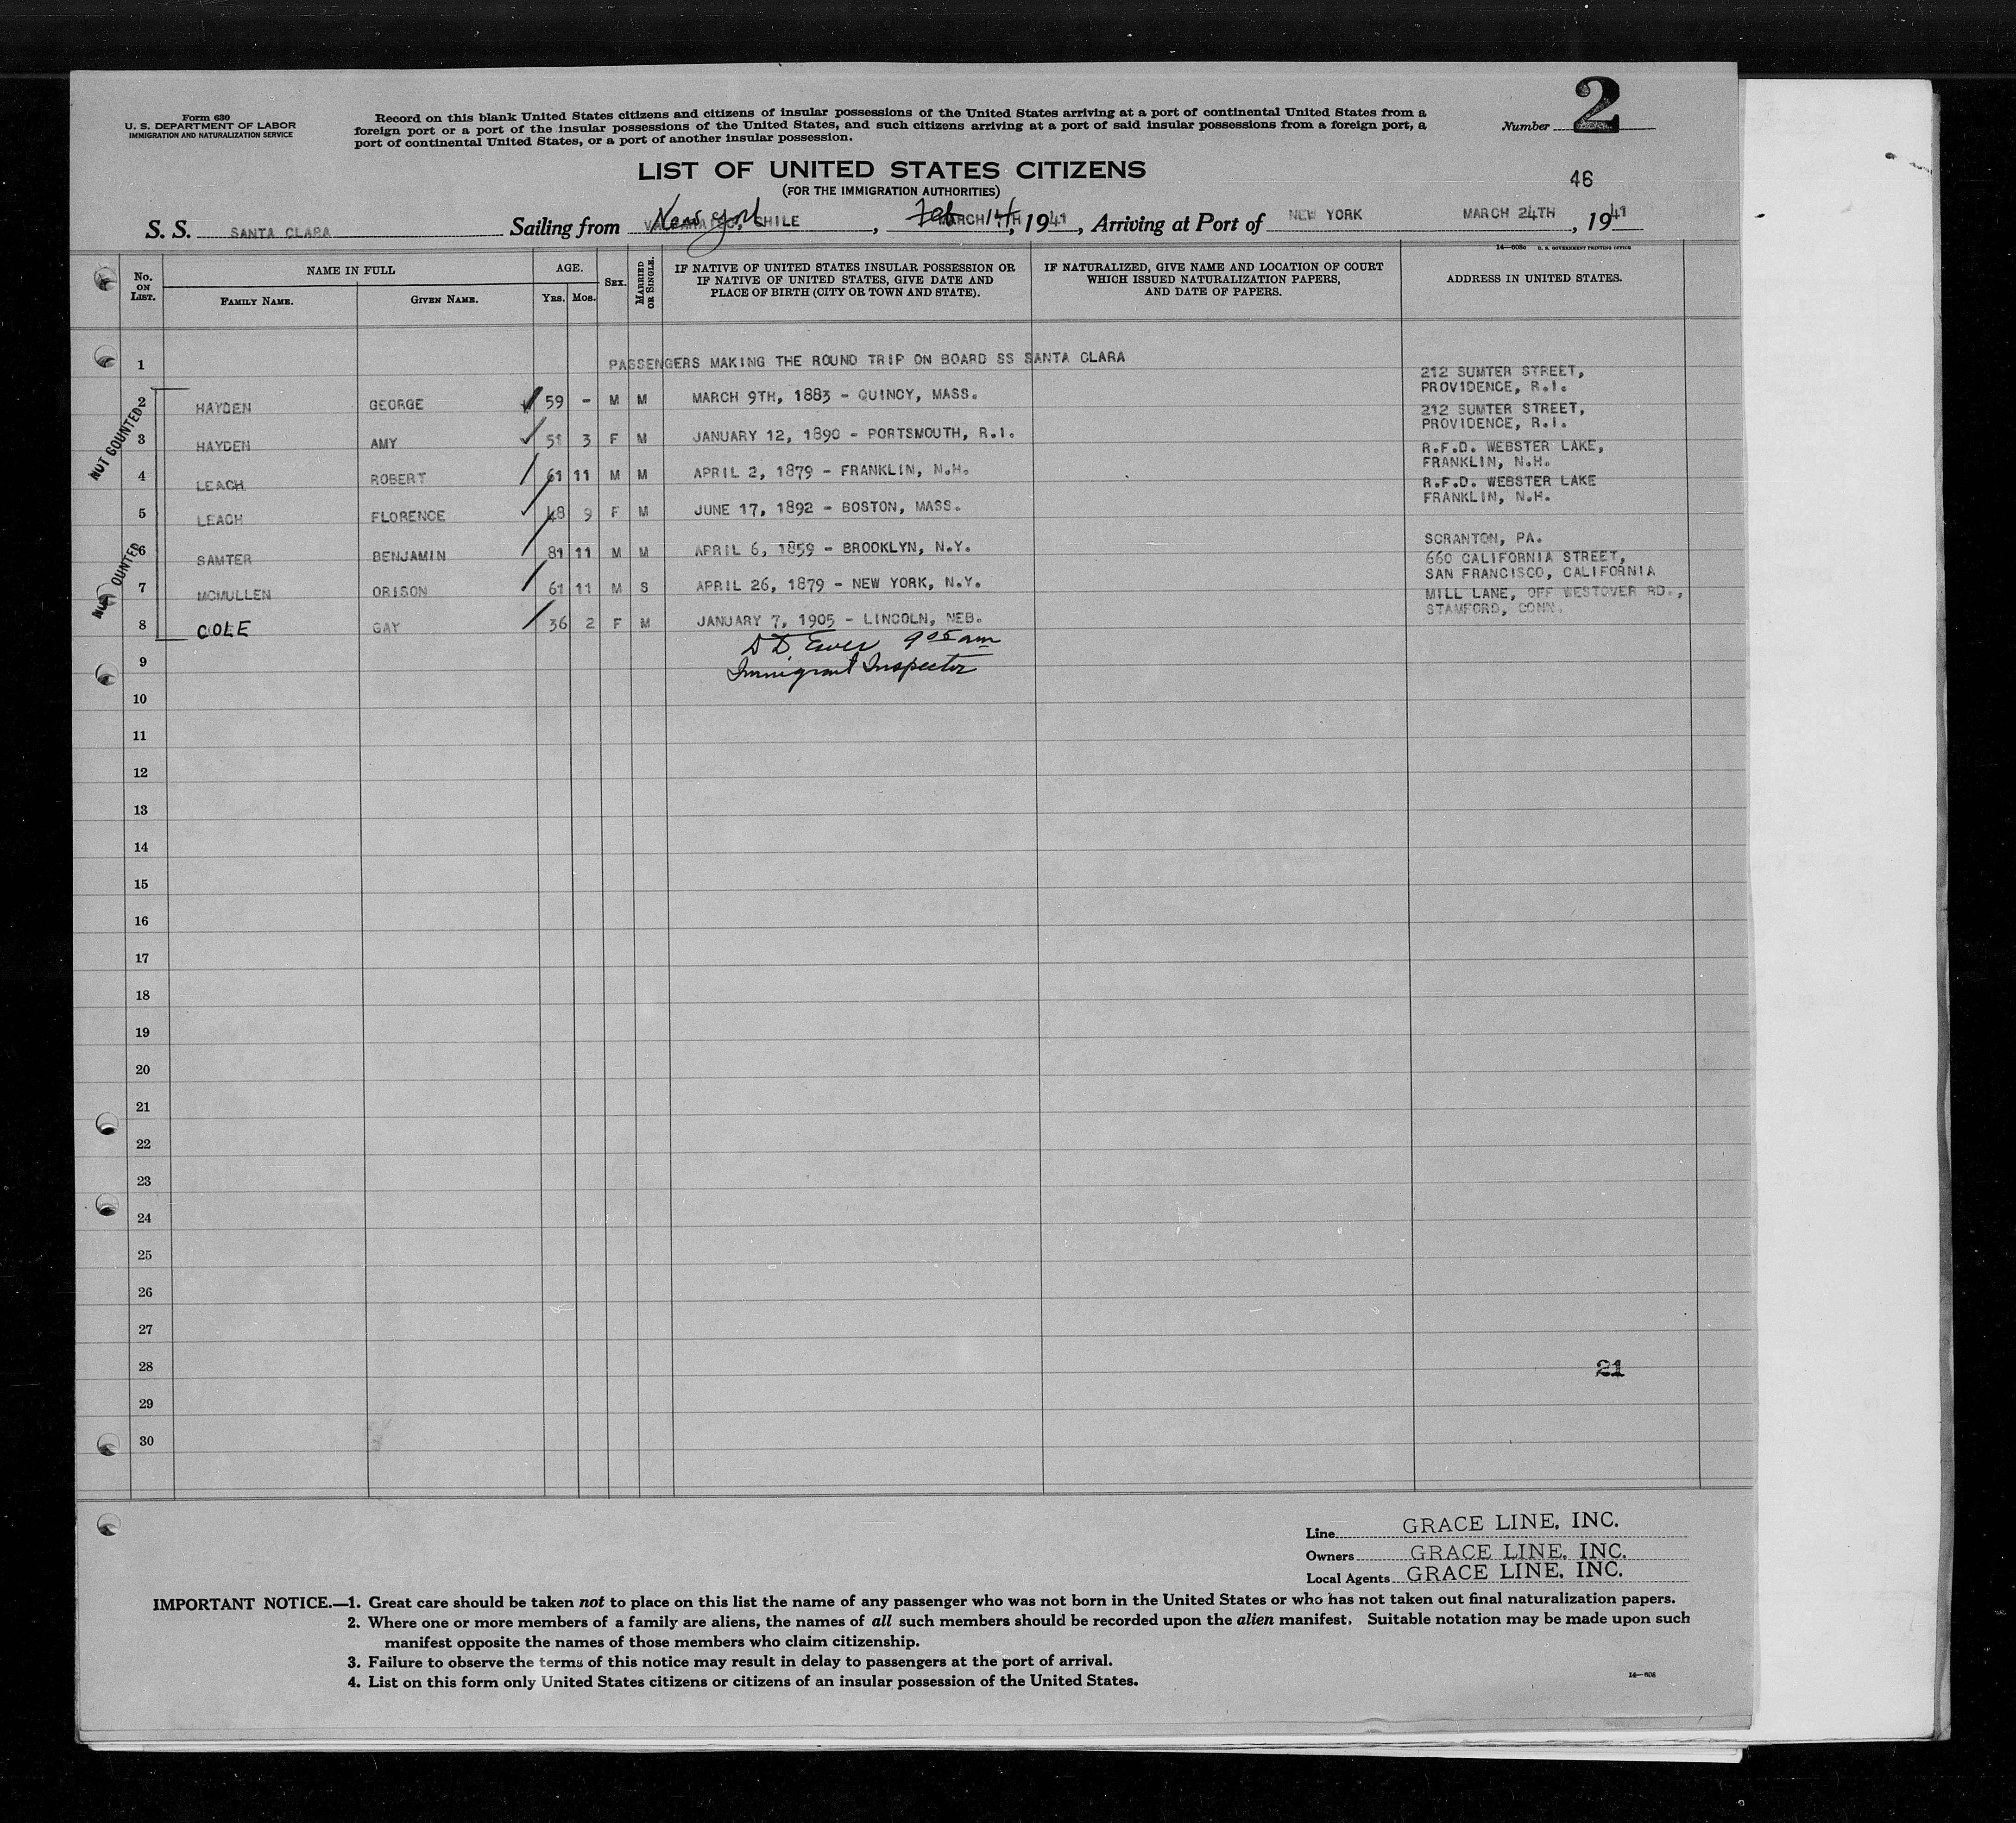 Form 630
U. S. DEPARTMENT OF LABOR
IMMIGRATION AND NATURALIZATION SERVICE
Record on this blank United States citizens and citizens of insular possessions of the United States arriving at a port of continental United States from a
foreign port or a port of the insular possessions of the United States, and such citizens arriving at a port of said insular possessions from a foreign port, a
port of continental United States, or a port of another insular possession.
Number 2
LIST OF UNITED STATES CITIZENS
(FOR THE IMMIGRATION AUTHORITIES)
46
S. S. SANTA CLARA Sailing from New York CHILE, Feb MARCH 14TH, 1941, Arriving at Port of NEW YORK MARCH 24TH, 1941
14—608a U. S. GOVERNMENT PRINTING OFFICE
No. ON LIST. NAME IN FULL FAMILY NAME. GIVEN NAME. AGE. YRS. MOS. SEX. MARRIED OR SINGLE. IF NATIVE OF UNITED STATES INSULAR POSSESSION OR IF NATIVE OF UNITED STATES, GIVE DATE AND PLACE OF BIRTH (CITY OR TOWN AND STATE). IF NATURALIZED, GIVE NAME AND LOCATION OF COURT WHICH ISSUED NATURALIZATION PAPERS, AND DATE OF PAPERS. ADDRESS IN UNITED STATES.
1 PASSENGERS MAKING THE ROUND TRIP ON BOARD SS SANTA CLARA
2 HAYDEN GEORGE 59 - M M MARCH 9TH, 1883 - QUINCY, MASS. 212 SUMTER STREET, PROVIDENCE, R.I.
3 HAYDEN AMY 51 3 F M JANUARY 12, 1890 - PORTSMOUTH, R.I. 212 SUMTER STREET, PROVIDENCE, R.I.
4 LEACH ROBERT 61 11 M M APRIL 2, 1879 - FRANKLIN, N.H. R.F.D. WEBSTER LAKE, FRANKLIN, N.H.
5 LEACH FLORENCE 48 9 F M JUNE 17, 1892 - BOSTON, MASS. R.F.D. WEBSTER LAKE FRANKLIN, N.H.
6 SAMTER BENJAMIN 81 11 M M APRIL 6, 1859 - BROOKLYN, N.Y. SCRANTON, PA.
7 MCMULLEN ORISON 61 11 M S APRIL 26, 1879 - NEW YORK, N.Y. 660 CALIFORNIA STREET, SAN FRANCISCO, CALIFORNIA
8 COLE GAY 36 2 F M JANUARY 7, 1905 - LINCOLN, NEB. MILL LANE, OFF WESTOVER RD., STAMFORD, CONN.
NOT COUNTED
NOT COUNTED
9 05 am
Immigrant Inspector
9
10
11
12
13
14
15
16
17
18
19
20
21
22
23
24
25
26
27
28
21
29
30
Line GRACE LINE, INC.
Owners GRACE LINE, INC.
Local Agents GRACE LINE, INC.
IMPORTANT NOTICE.—1. Great care should be taken not to place on this list the name of any passenger who was not born in the United States or who has not taken out final naturalization papers.
2. Where one or more members of a family are aliens, the names of all such members should be recorded upon the alien manifest. Suitable notation may be made upon such
manifest opposite the names of those members who claim citizenship.
3. Failure to observe the terms of this notice may result in delay to passengers at the port of arrival.
4. List on this form only United States citizens or citizens of an insular possession of the United States.
14—608